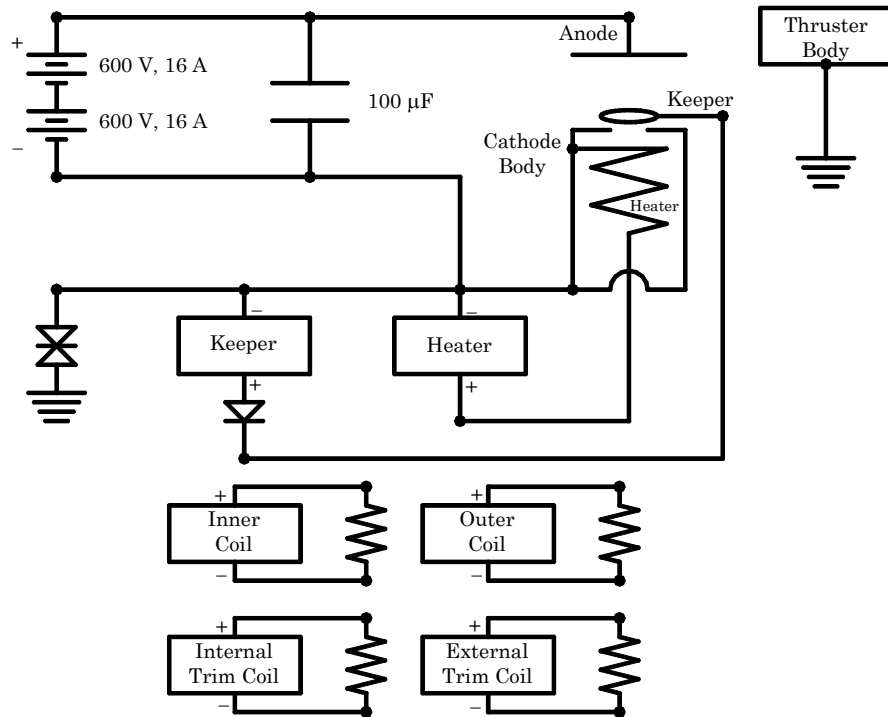 Anode
Thruster
Body
+
600 V, 16 A
600 V, 16 A
−
100 µF
Keeper
Cathode
Body
Heater
−
Keeper
+
−
Heater
+
+
Inner
Coil
−
+
Outer
Coil
−
+
Internal
Trim Coil
−
+
External
Trim Coil
−